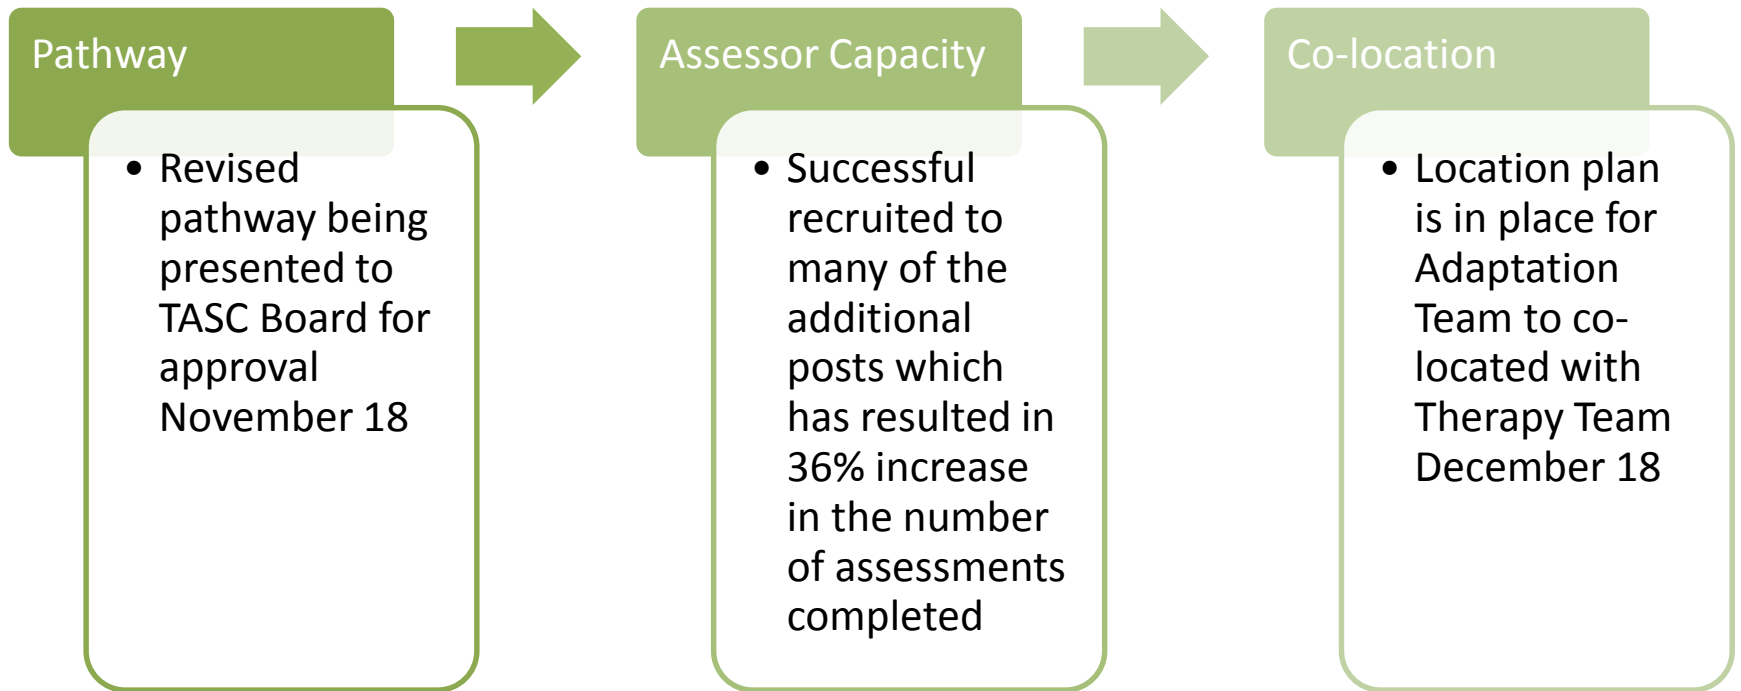 Pathway
• Revised
pathway being
presented to
TASC Board for
approval
November 18
Assessor Capacity
• Successful
recruited to
many of the
additional
posts which
has resulted in
36% increase
in the number
of assessments
completed
Co-location
• Location plan
is in place for
Adaptation
Team to co-
located with
Therapy Team
December 18